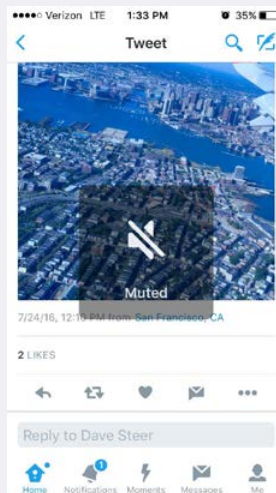 Verizon LTE 1:33 PM 35%
Tweet
Muted
7/24/16, 12:10 PM from San Francisco, CA
2 LIKES
Reply to Dave Steer
1
Home Notifications Moments Messages Me